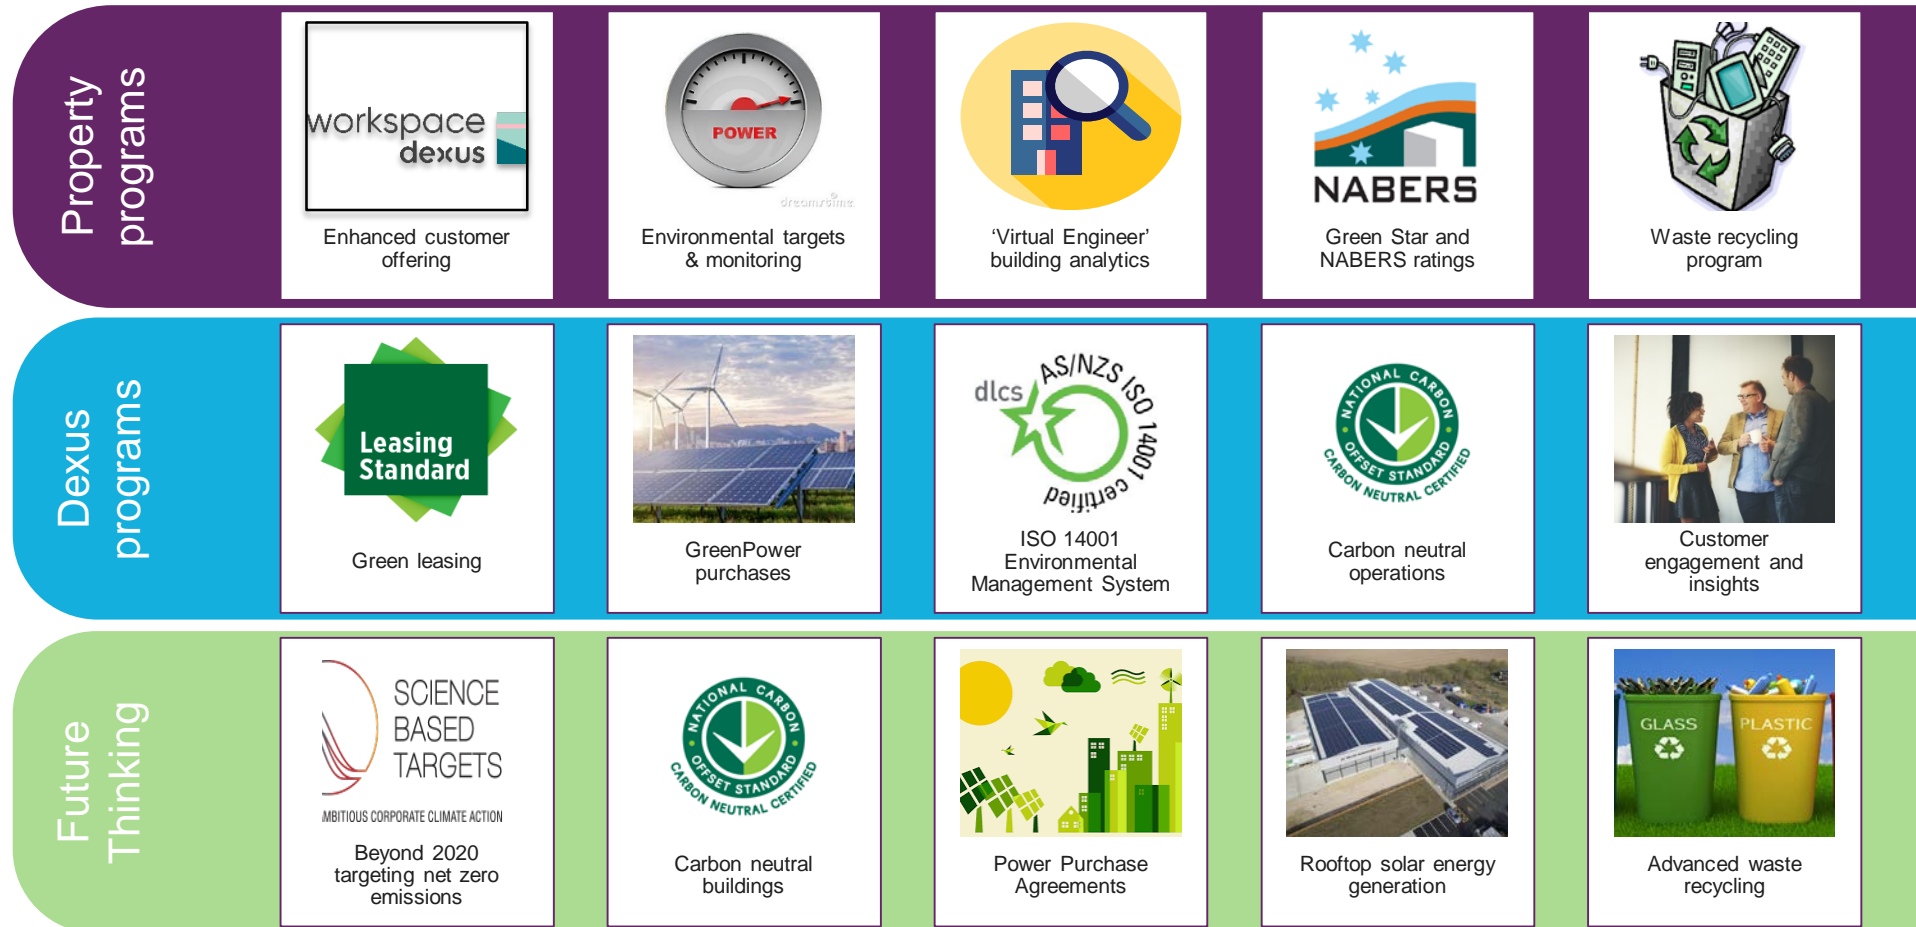 Property
programs
workspace
dexus
Enhanced customer
offering
POWER
dreamstime
Environmental targets
& monitoring
‘Virtual Engineer’
building analytics
NABERS
Green Star and
NABERS ratings
Waste recycling
program
Dexus
programs
Leasing
Standard
Green leasing
GreenPower
purchases
dlcs
AS/NZS ISO 14001 certified
ISO 14001
Environmental
Management System
NATIONAL CARBON
OFFSET STANDARD
CARBON NEUTRAL CERTIFIED
Carbon neutral
operations
Customer
engagement and
insights
Future
Thinking
SCIENCE
BASED
TARGETS
MBITIOUS CORPORATE CLIMATE ACTION
Beyond 2020
targeting net zero
emissions
NATIONAL CARBON
OFFSET STANDARD
CARBON NEUTRAL CERTIFIED
Carbon neutral
buildings
Power Purchase
Agreements
Rooftop solar energy
generation
GLASS
PLASTIC
Advanced waste
recycling